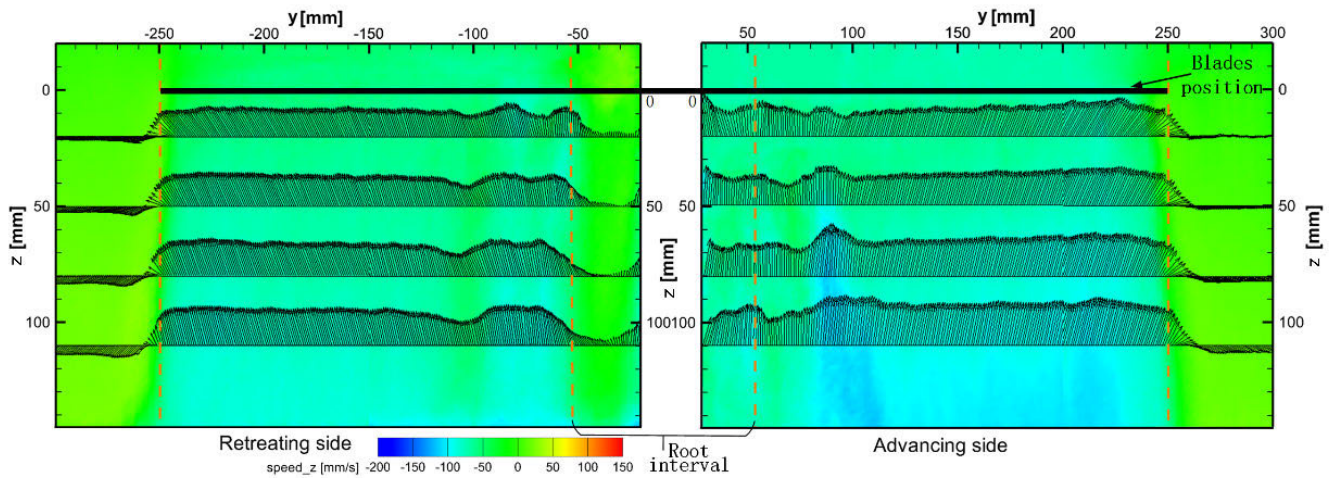 y [mm]
-250 -200 -150 -100 -50
y [mm]
50 100 150 200 250 300
Blades
position
0 0 0 0
z [mm]
50 50 50 50
z [mm]
z [mm]
100 100 100 100
Retreating side
Root
interval
Advancing side
speed_z [mm/s] -200 -150 -100 -50 0 50 100 150